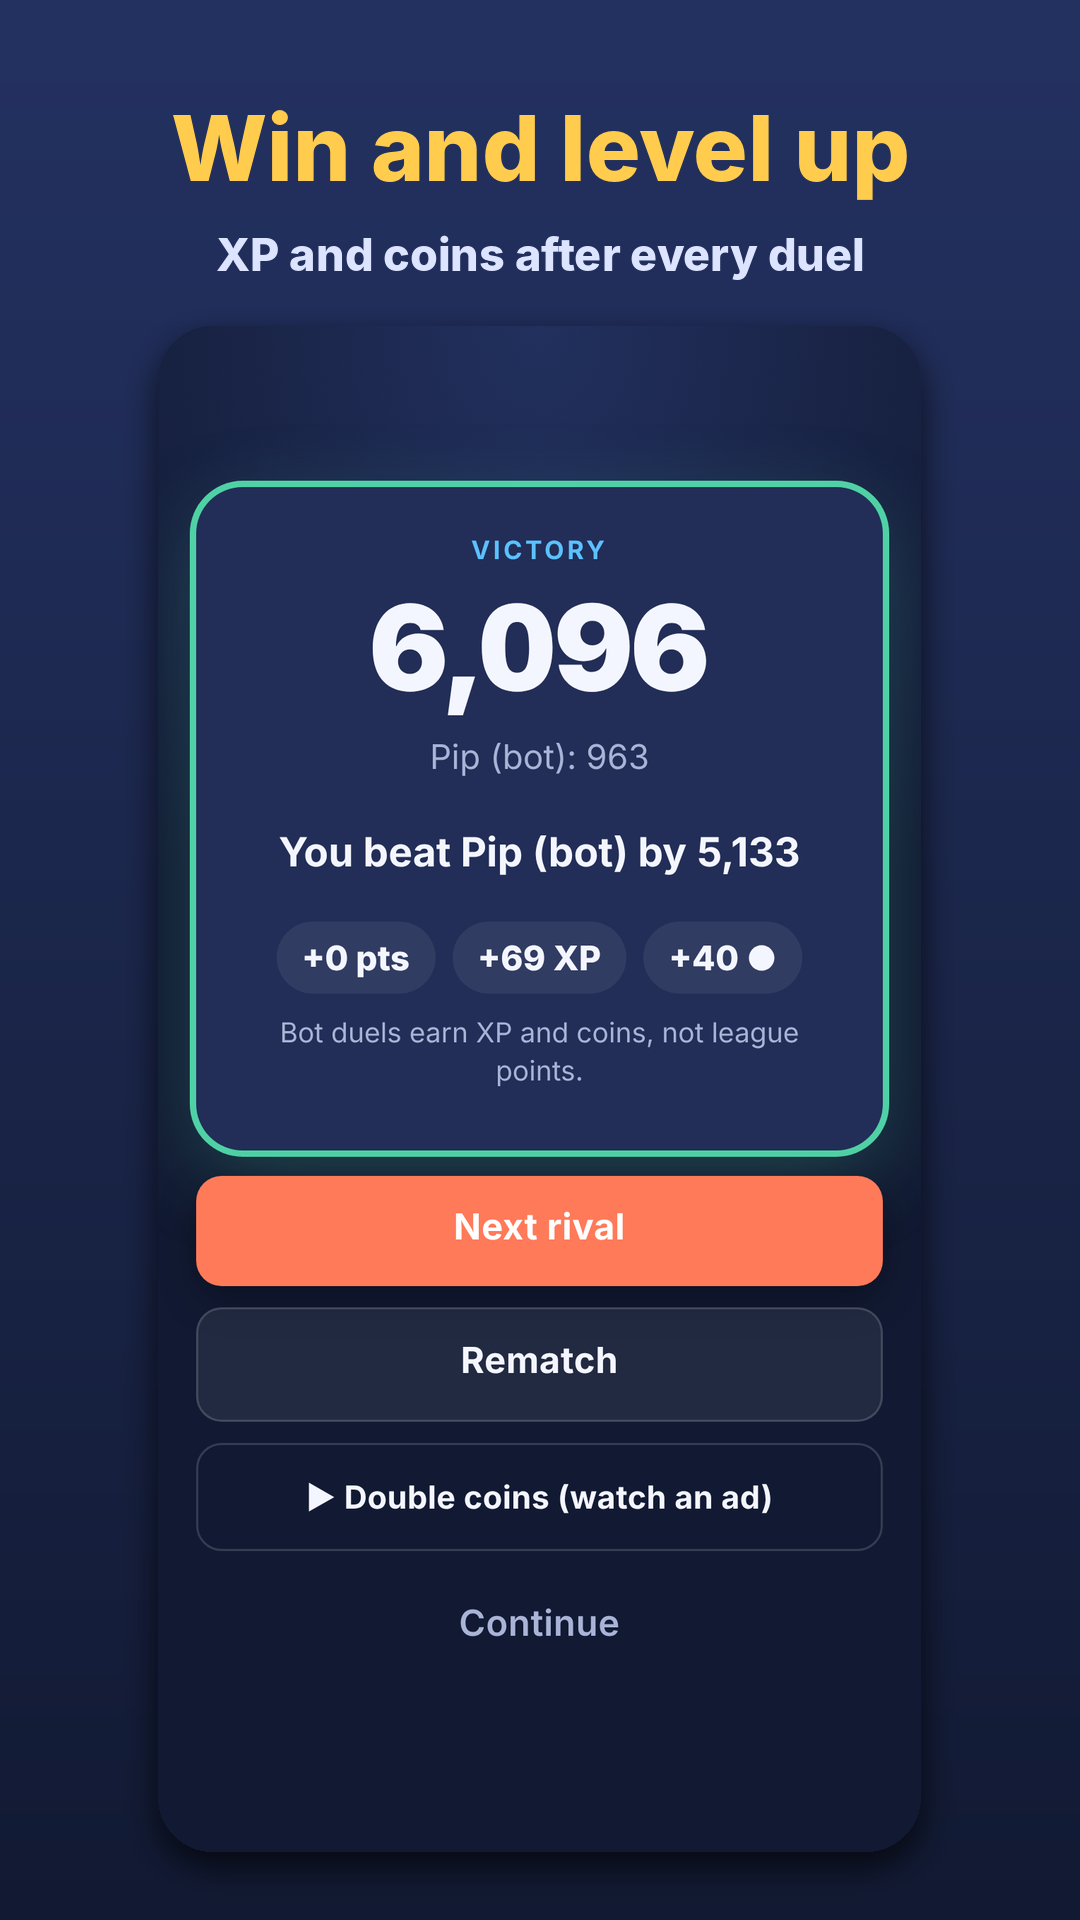 Win and level up
XP and coins after every duel
VICTORY
6,096
Pip (bot): 963
You beat Pip (bot) by 5,133
+0 pts
+69 XP
+40 ●
Bot duels earn XP and coins, not league
points.
Next rival
Rematch
▶ Double coins (watch an ad)
Continue